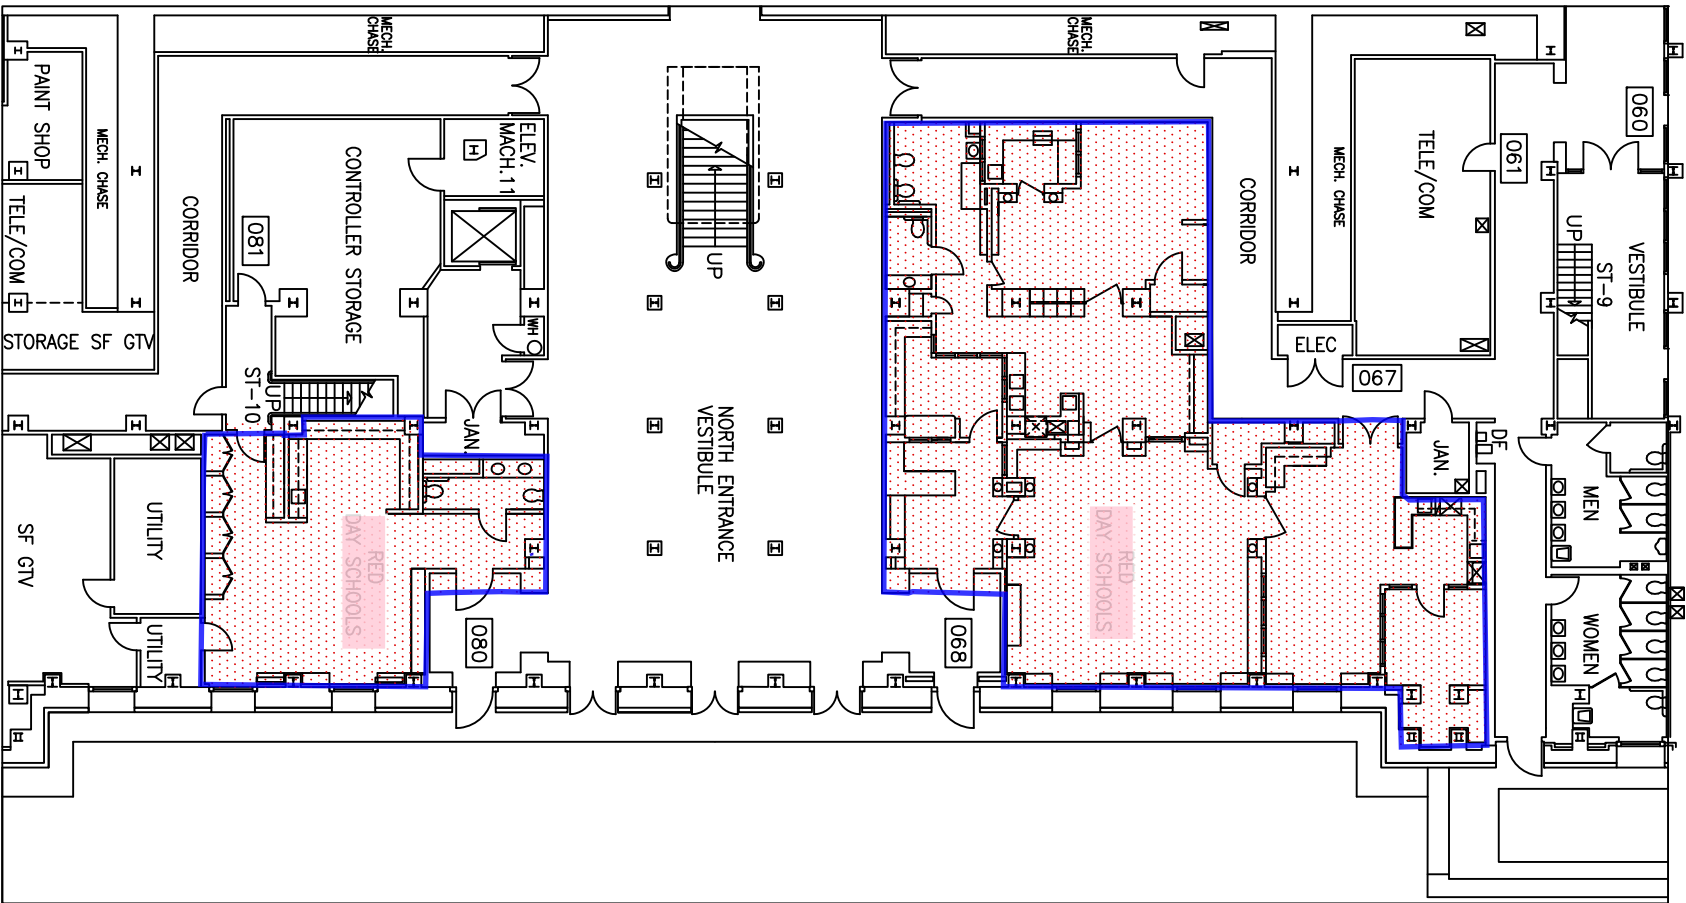 MECH.
CHASE
MECH.
CHASE
PAINT SHOP
MECH. CHASE
TELE/COM
STORAGE SF GTV
CORRIDOR
081
CONTROLLER STORAGE
ELEV.
MACH.11
WH
UP
ST-10
JAN.
UP
NORTH ENTRANCE
VESTIBULE
CORRIDOR
MECH. CHASE
TELE/COM
061
060
UP
ST-9
VESTIBULE
ELEC
067
JAN.
DF
MEN
WOMEN
SF GTV
UTILITY
UTILITY
RED
DAY SCHOOLS
080
068
RED
DAY SCHOOLS